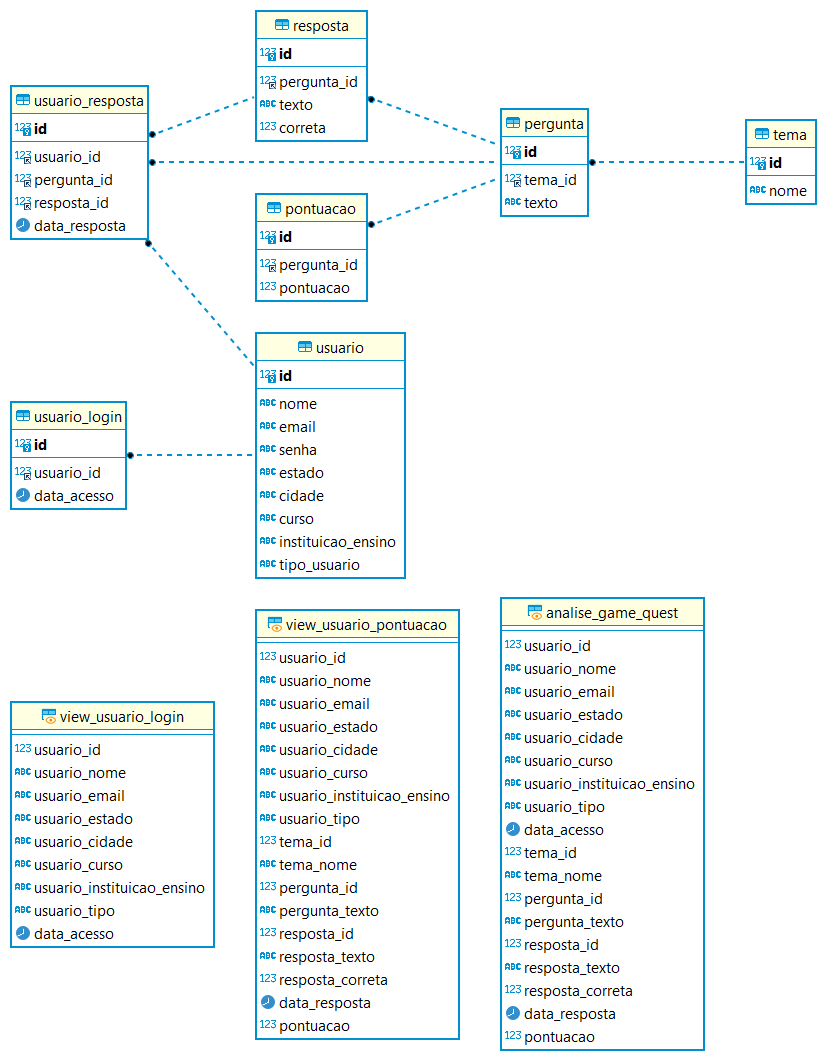 resposta
123 id
123 pergunta_id
ABC texto
123 correta
usuario_resposta
123 id
123 usuario_id
123 pergunta_id
123 resposta_id
data_resposta
pergunta
123 id
123 tema_id
ABC texto
tema
123 id
ABC nome
pontuacao
123 id
123 pergunta_id
123 pontuacao
usuario
123 id
ABC nome
ABC email
ABC senha
ABC estado
ABC cidade
ABC curso
ABC instituicao_ensino
ABC tipo_usuario
usuario_login
123 id
123 usuario_id
data_acesso
view_usuario_login
123 usuario_id
ABC usuario_nome
ABC usuario_email
ABC usuario_estado
ABC usuario_cidade
ABC usuario_curso
ABC usuario_instituicao_ensino
ABC usuario_tipo
data_acesso
view_usuario_pontuacao
123 usuario_id
ABC usuario_nome
ABC usuario_email
ABC usuario_estado
ABC usuario_cidade
ABC usuario_curso
ABC usuario_instituicao_ensino
ABC usuario_tipo
123 tema_id
ABC tema_nome
123 pergunta_id
ABC pergunta_texto
123 resposta_id
ABC resposta_texto
123 resposta_correta
data_resposta
123 pontuacao
analise_game_quest
123 usuario_id
ABC usuario_nome
ABC usuario_email
ABC usuario_estado
ABC usuario_cidade
ABC usuario_curso
ABC usuario_instituicao_ensino
ABC usuario_tipo
data_acesso
123 tema_id
ABC tema_nome
123 pergunta_id
ABC pergunta_texto
123 resposta_id
ABC resposta_texto
123 resposta_correta
data_resposta
123 pontuacao